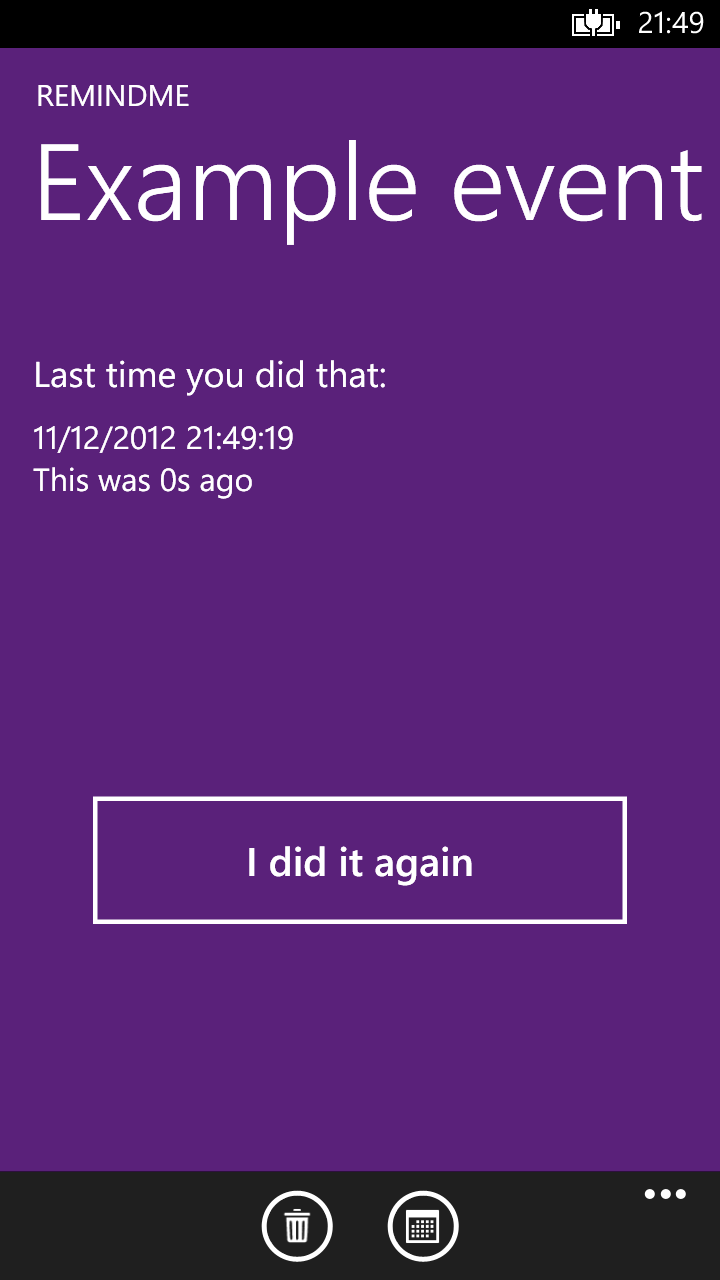 21:49
REMINDME
Example event
Last time you did that:
11/12/2012 21:49:19
This was 0s ago
I did it again